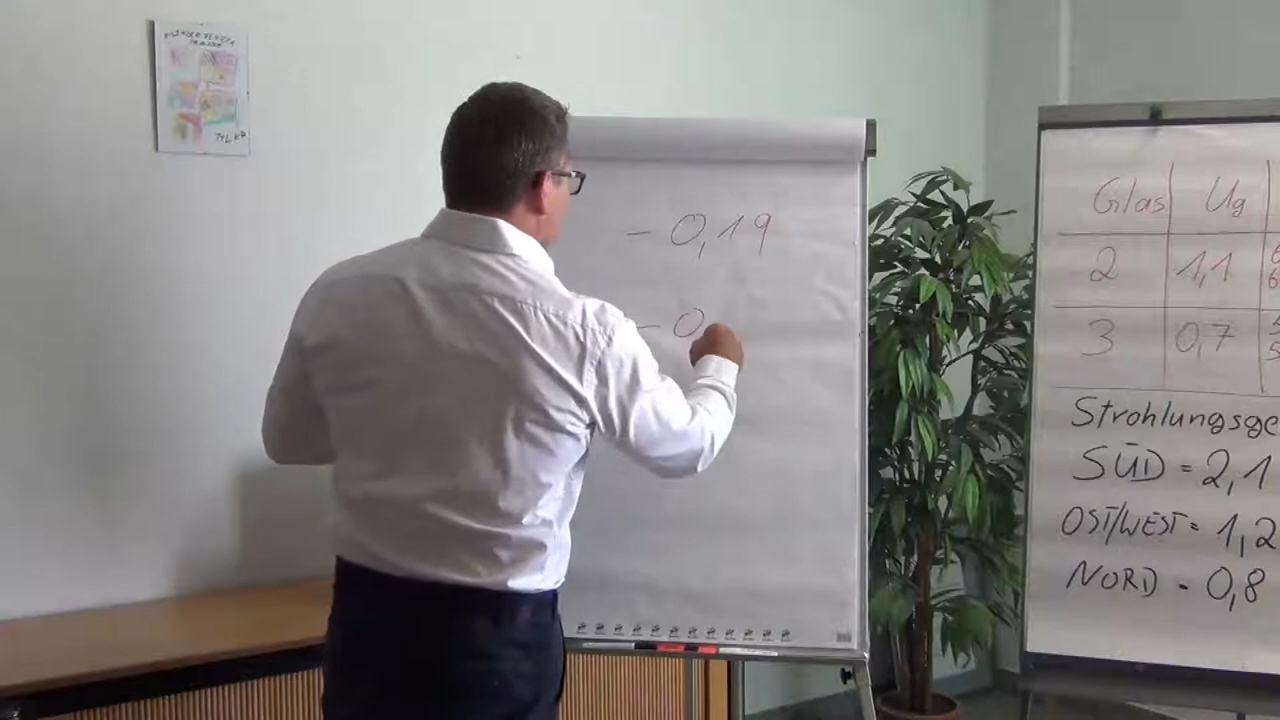 - 0,19
- 0
Glas Ug
2 1,1
3 0,7
Strohlungsge
SÜD = 2,1
OST/WEST = 1,2
NORD - 0,8